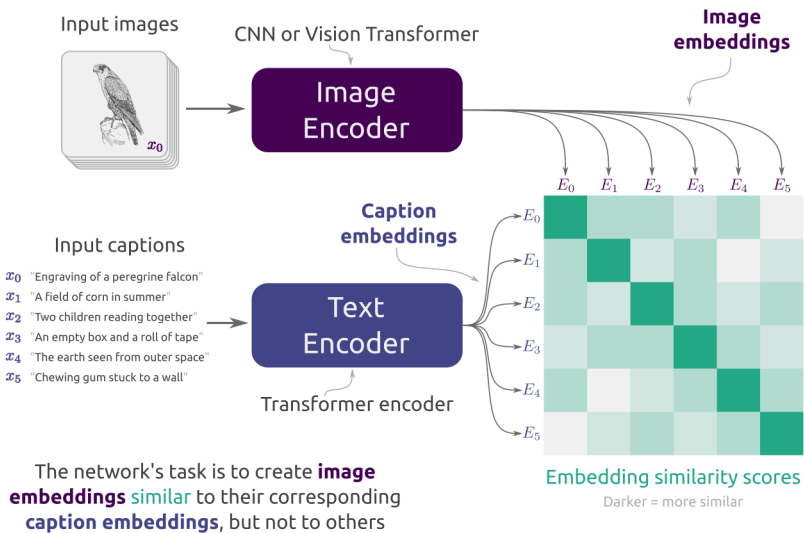 Input images
x0
CNN or Vision Transformer
Image
Encoder
Image
embeddings
E0 E1 E2 E3 E4 E5
Input captions
x0 "Engraving of a peregrine falcon"
x1 "A field of corn in summer"
x2 "Two children reading together"
x3 "An empty box and a roll of tape"
x4 "The earth seen from outer space"
x5 "Chewing gum stuck to a wall"
Text
Encoder
Transformer encoder
Caption
embeddings
E0
E1
E2
E3
E4
E5
Embedding similarity scores
Darker = more similar
The network's task is to create image
embeddings similar to their corresponding
caption embeddings, but not to others